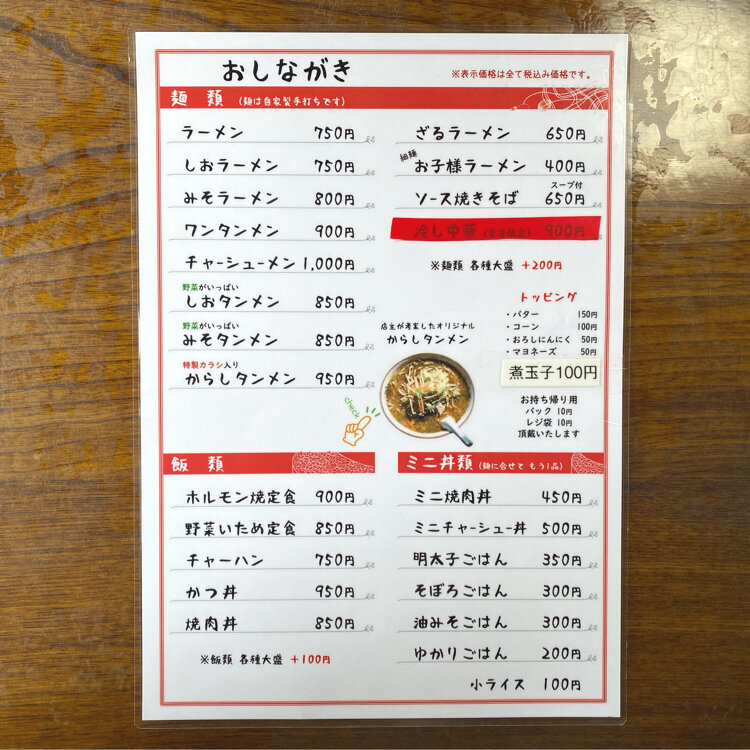 おしながき
※表示価格は全て税込み価格です。
麺 類 (麺は自家製手打ちです)
ラーメン 750円
しおラーメン 750円
みそラーメン 800円
ワンタンメン 900円
チャーシューメン 1,000円
野菜がいっぱい
しおタンメン 850円
野菜がいっぱい
みそタンメン 850円
特製カラシ入り
からしタンメン 950円
ざるラーメン 650円
細麺
お子様ラーメン 400円
スープ付
ソース焼きそば 650円
冷し中華(夏季限定) 900円
※麺類 各種大盛 +200円
トッピング
・バター 150円
・コーン 100円
・おろしにんにく 50円
・マヨネーズ 50円
煮玉子100円
店主が考案したオリジナル
からしタンメン
check
お持ち帰り用
パック 10円
レジ袋 10円
頂戴いたします
飯 類
ホルモン焼定食 900円
野菜いため定食 850円
チャーハン 750円
かつ丼 950円
焼肉丼 850円
※飯類 各種大盛 +100円
ミニ丼類 (麺に合せて もう1品)
ミニ焼肉丼 450円
ミニチャーシュー丼 500円
明太子ごはん 350円
そぼろごはん 300円
油みそごはん 300円
ゆかりごはん 200円
小ライス 100円